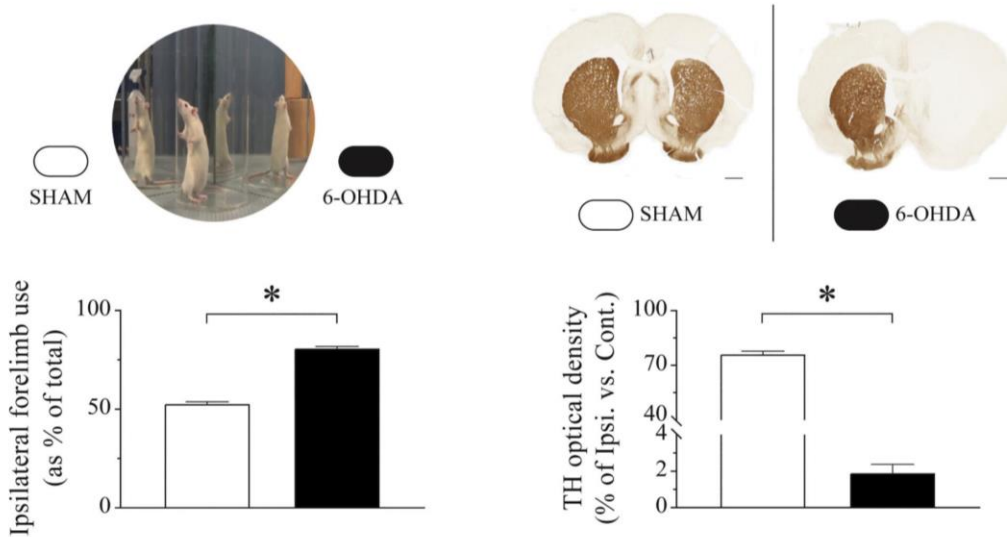 SHAM
6-OHDA
SHAM
6-OHDA
Ipsilateral forelimb use
(as % of total)
100
50
0
*
TH optical density
(% of Ipsi. vs. Cont.)
100
70
40
4
2
0
*